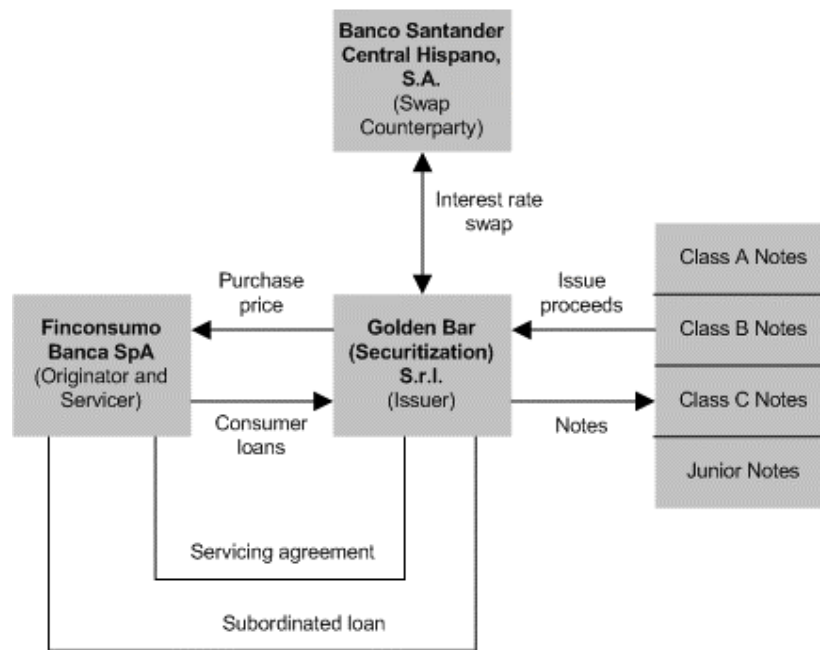 Banco Santander
Central Hispano,
S.A.
(Swap
Counterparty)
Interest rate
swap
Purchase
price
Issue
proceeds
Finconsumo
Banca SpA
(Originator and
Servicer)
Golden Bar
(Securitization)
S.r.l.
(Issuer)
Class A Notes
Class B Notes
Class C Notes
Junior Notes
Consumer
loans
Notes
Servicing agreement
Subordinated loan